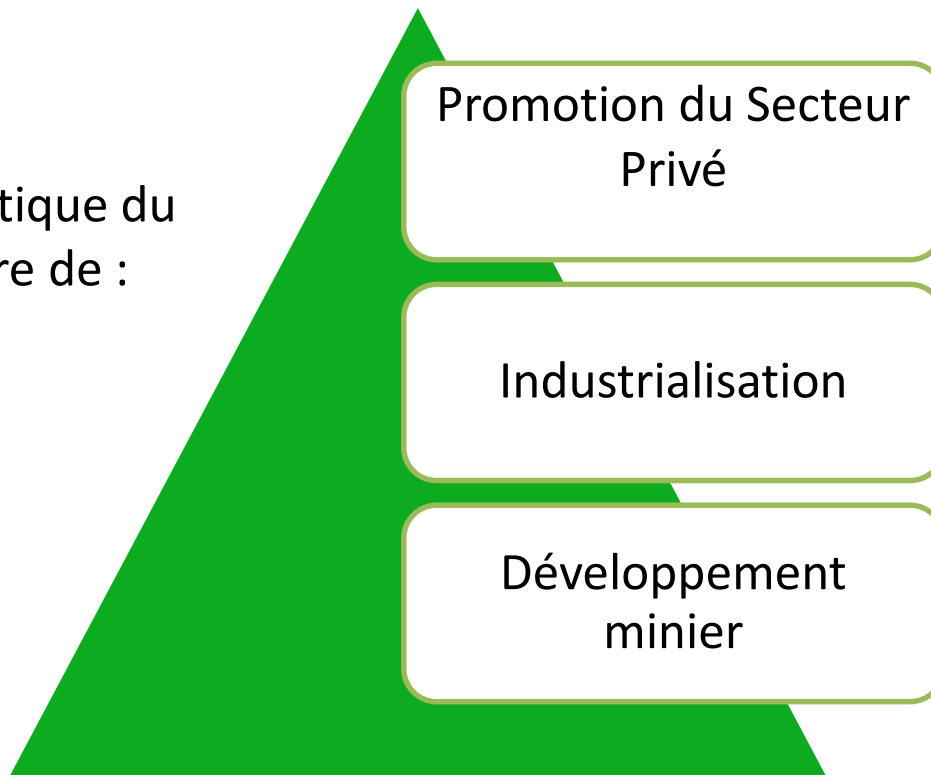 Promotion du Secteur
Privé
tique du
re de :
Industrialisation
Développement
minier